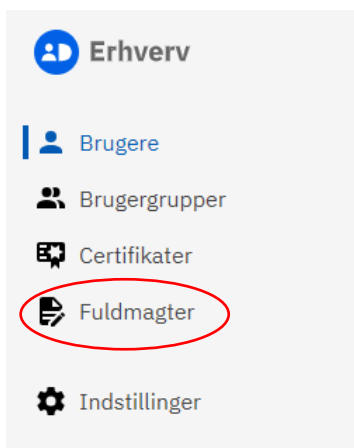 Erhverv
Brugere
Brugergrupper
Certifikater
Fuldmagter
Indstillinger